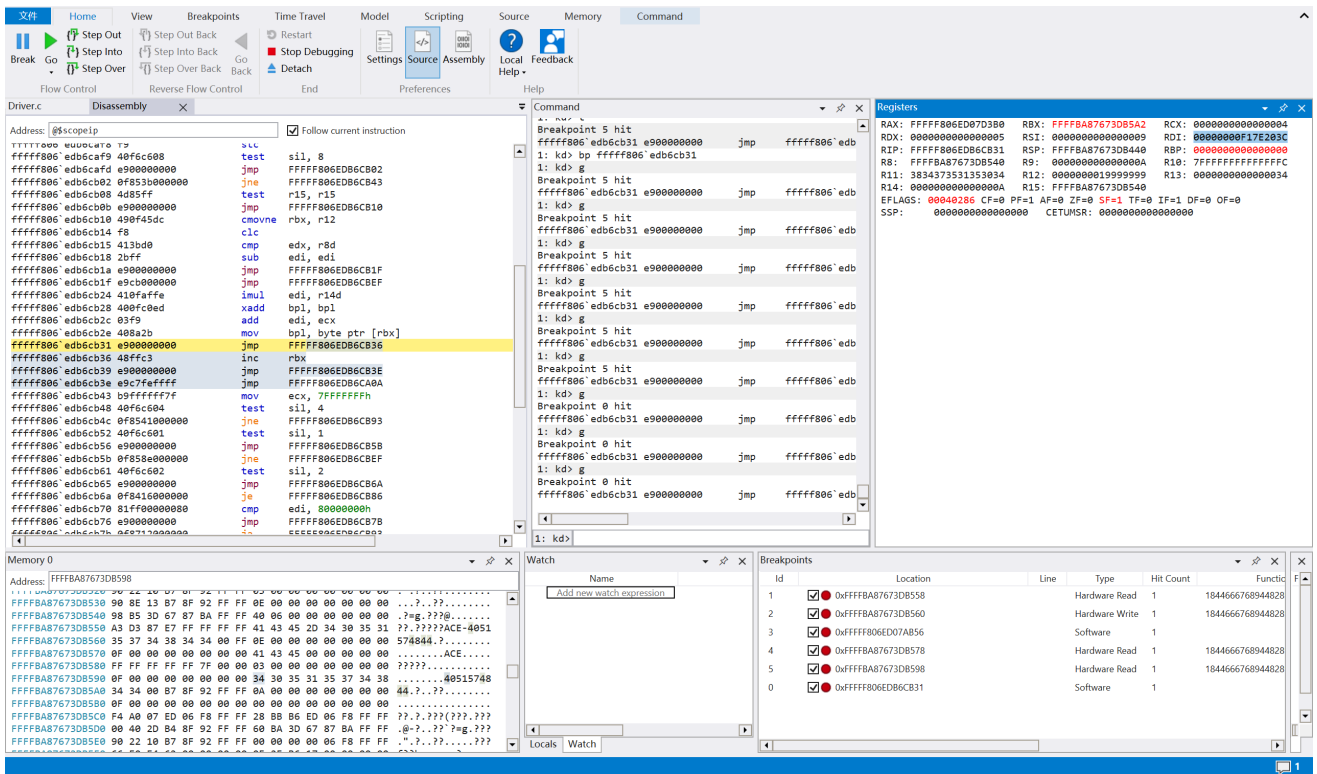 文件 Home View Breakpoints Time Travel Model Scripting Source Memory Command
Break Go Step Out Step Into Step Over
Flow Control
Step Out Back Step Into Back Step Over Back Go Back
Reverse Flow Control
Restart Stop Debugging Detach
End
Settings Source Assembly
Preferences
Local Help Feedback
Help
Driver.c Disassembly
Address: @$scopeip Follow current instruction
fffff806`edb6caf9 40f6c608 test sil, 8
fffff806`edb6cafd e900000000 jmp FFFFF806EDB6CB02
fffff806`edb6cb02 0f853b000000 jne FFFFF806EDB6CB43
fffff806`edb6cb08 4d85ff test r15, r15
fffff806`edb6cb0b e900000000 jmp FFFFF806EDB6CB10
fffff806`edb6cb10 490f45dc cmovne rbx, r12
fffff806`edb6cb14 f8 clc
fffff806`edb6cb15 413bd0 cmp edx, r8d
fffff806`edb6cb18 2bff sub edi, edi
fffff806`edb6cb1a e900000000 jmp FFFFF806EDB6CB1F
fffff806`edb6cb1f e9cb000000 jmp FFFFF806EDB6CBEF
fffff806`edb6cb24 410faffe imul edi, r14d
fffff806`edb6cb28 400fc0ed xadd bpl, bpl
fffff806`edb6cb2c 03f9 add edi, ecx
fffff806`edb6cb2e 408a2b mov bpl, byte ptr [rbx]
fffff806`edb6cb31 e900000000 jmp FFFFF806EDB6CB36
fffff806`edb6cb36 48ffc3 inc rbx
fffff806`edb6cb39 e900000000 jmp FFFFF806EDB6CB3E
fffff806`edb6cb3e e9c7feffff jmp FFFFF806EDB6CA0A
fffff806`edb6cb43 b9ffffff7f mov ecx, 7FFFFFFFh
fffff806`edb6cb48 40f6c604 test sil, 4
fffff806`edb6cb4c 0f8541000000 jne FFFFF806EDB6CB93
fffff806`edb6cb52 40f6c601 test sil, 1
fffff806`edb6cb56 e900000000 jmp FFFFF806EDB6CB5B
fffff806`edb6cb5b 0f858e000000 jne FFFFF806EDB6CBEF
fffff806`edb6cb61 40f6c602 test sil, 2
fffff806`edb6cb65 e900000000 jmp FFFFF806EDB6CB6A
fffff806`edb6cb6a 0f8416000000 je FFFFF806EDB6CB86
fffff806`edb6cb70 81ff00000080 cmp edi, 80000000h
fffff806`edb6cb76 e900000000 jmp FFFFF806EDB6CB7B
Command
Breakpoint 5 hit
fffff806`edb6cb31 e900000000 jmp fffff806`edb
1: kd> bp fffff806`edb6cb31
1: kd> g
Breakpoint 5 hit
fffff806`edb6cb31 e900000000 jmp fffff806`edb
1: kd> g
Breakpoint 5 hit
fffff806`edb6cb31 e900000000 jmp fffff806`edb
1: kd> g
Breakpoint 5 hit
fffff806`edb6cb31 e900000000 jmp fffff806`edb
1: kd> g
Breakpoint 5 hit
fffff806`edb6cb31 e900000000 jmp fffff806`edb
1: kd> g
Breakpoint 5 hit
fffff806`edb6cb31 e900000000 jmp fffff806`edb
1: kd> g
Breakpoint 5 hit
fffff806`edb6cb31 e900000000 jmp fffff806`edb
1: kd> g
Breakpoint 0 hit
fffff806`edb6cb31 e900000000 jmp fffff806`edb
1: kd> g
Breakpoint 0 hit
fffff806`edb6cb31 e900000000 jmp fffff806`edb
1: kd> g
Breakpoint 0 hit
fffff806`edb6cb31 e900000000 jmp fffff806`edb
1: kd>
Registers
RAX: FFFFF806ED07D3B0 RBX: FFFFBA87673DB5A2 RCX: 0000000000000004
RDX: 0000000000000005 RSI: 0000000000000009 RDI: 00000000F17E203C
RIP: FFFFF806EDB6CB31 RSP: FFFFBA87673DB440 RBP: 0000000000000000
R8: FFFFBA87673DB540 R9: 000000000000000A R10: 7FFFFFFFFFFFFFFC
R11: 3834373531353034 R12: 0000000019999999 R13: 0000000000000034
R14: 000000000000000A R15: FFFFBA87673DB540
EFLAGS: 00040286 CF=0 PF=1 AF=0 ZF=0 SF=1 TF=0 IF=1 DF=0 OF=0
SSP: 0000000000000000 CETUMSR: 0000000000000000
Memory 0
Address: FFFFBA87673DB598
FFFFBA87673DB530 90 8E 13 B7 8F 92 FF FF 0E 00 00 00 00 00 00 00 ...?..??........
FFFFBA87673DB540 98 B5 3D 67 87 BA FF FF 40 06 00 00 00 00 00 00 .?=g.???@.......
FFFFBA87673DB550 A3 D3 87 E7 FF FF FF FF 41 43 45 2D 34 30 35 31 ??.?????ACE-4051
FFFFBA87673DB560 35 37 34 38 34 34 00 FF 0E 00 00 00 00 00 00 00 574844.?........
FFFFBA87673DB570 0F 00 00 00 00 00 00 00 41 43 45 00 00 00 00 0F ........ACE.....
FFFFBA87673DB580 FF FF FF FF FF 7F 00 00 03 00 00 00 00 00 00 00 ?????...........
FFFFBA87673DB590 0F 00 00 00 00 00 00 00 34 30 35 31 35 37 34 38 ........40515748
FFFFBA87673DB5A0 34 34 00 B7 8F 92 FF FF 0A 00 00 00 00 00 00 00 44.?..??........
FFFFBA87673DB5B0 0F 00 00 00 00 00 00 00 00 00 00 00 00 00 00 00 ................
FFFFBA87673DB5C0 F4 A0 07 ED 06 F8 FF FF 28 BB B6 ED 06 F8 FF FF ??.?.???(???.???
FFFFBA87673DB5D0 00 40 2D B4 8F 92 FF FF 60 BA 3D 67 87 BA FF FF .@-?..??`?=g.???
FFFFBA87673DB5E0 90 22 10 B7 8F 92 FF FF 00 00 00 00 06 F8 FF FF .".?..??.....???
Watch
Name
Add new watch expression
Locals Watch
Breakpoints
Id Location Line Type Hit Count Functio
1 0xFFFFBA87673DB558 Hardware Read 1 1844666768944828
2 0xFFFFBA87673DB560 Hardware Write 1 1844666768944828
3 0xFFFFF806ED07AB56 Software 1
4 0xFFFFBA87673DB578 Hardware Read 1 1844666768944828
5 0xFFFFBA87673DB598 Hardware Read 1 1844666768944828
0 0xFFFFF806EDB6CB31 Software 1
F
1